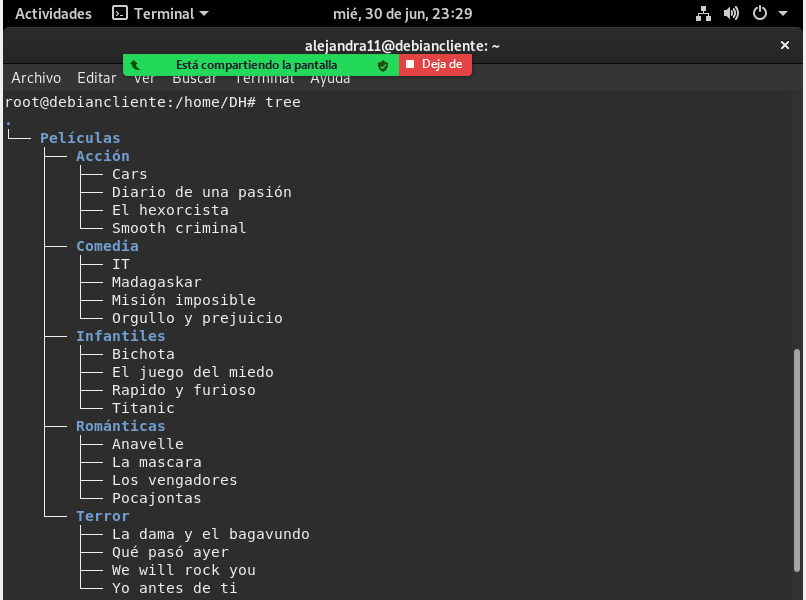 Actividades Terminal mié, 30 de jun, 23:29
alejandra11@debiancliente: ~
Está compartiendo la pantalla Deja de
Archivo Editar Ver Buscar Terminal Ayuda
root@debiancliente:/home/DH# tree
.
└── Películas
    ├── Acción
    │   ├── Cars
    │   ├── Diario de una pasión
    │   ├── El hexorcista
    │   └── Smooth criminal
    ├── Comedia
    │   ├── IT
    │   ├── Madagaskar
    │   ├── Misión imposible
    │   └── Orgullo y prejuicio
    ├── Infantiles
    │   ├── Bichota
    │   ├── El juego del miedo
    │   ├── Rapido y furioso
    │   └── Titanic
    ├── Románticas
    │   ├── Anavelle
    │   ├── La mascara
    │   ├── Los vengadores
    │   └── Pocajontas
    └── Terror
        ├── La dama y el bagavundo
        ├── Qué pasó ayer
        ├── We will rock you
        └── Yo antes de ti